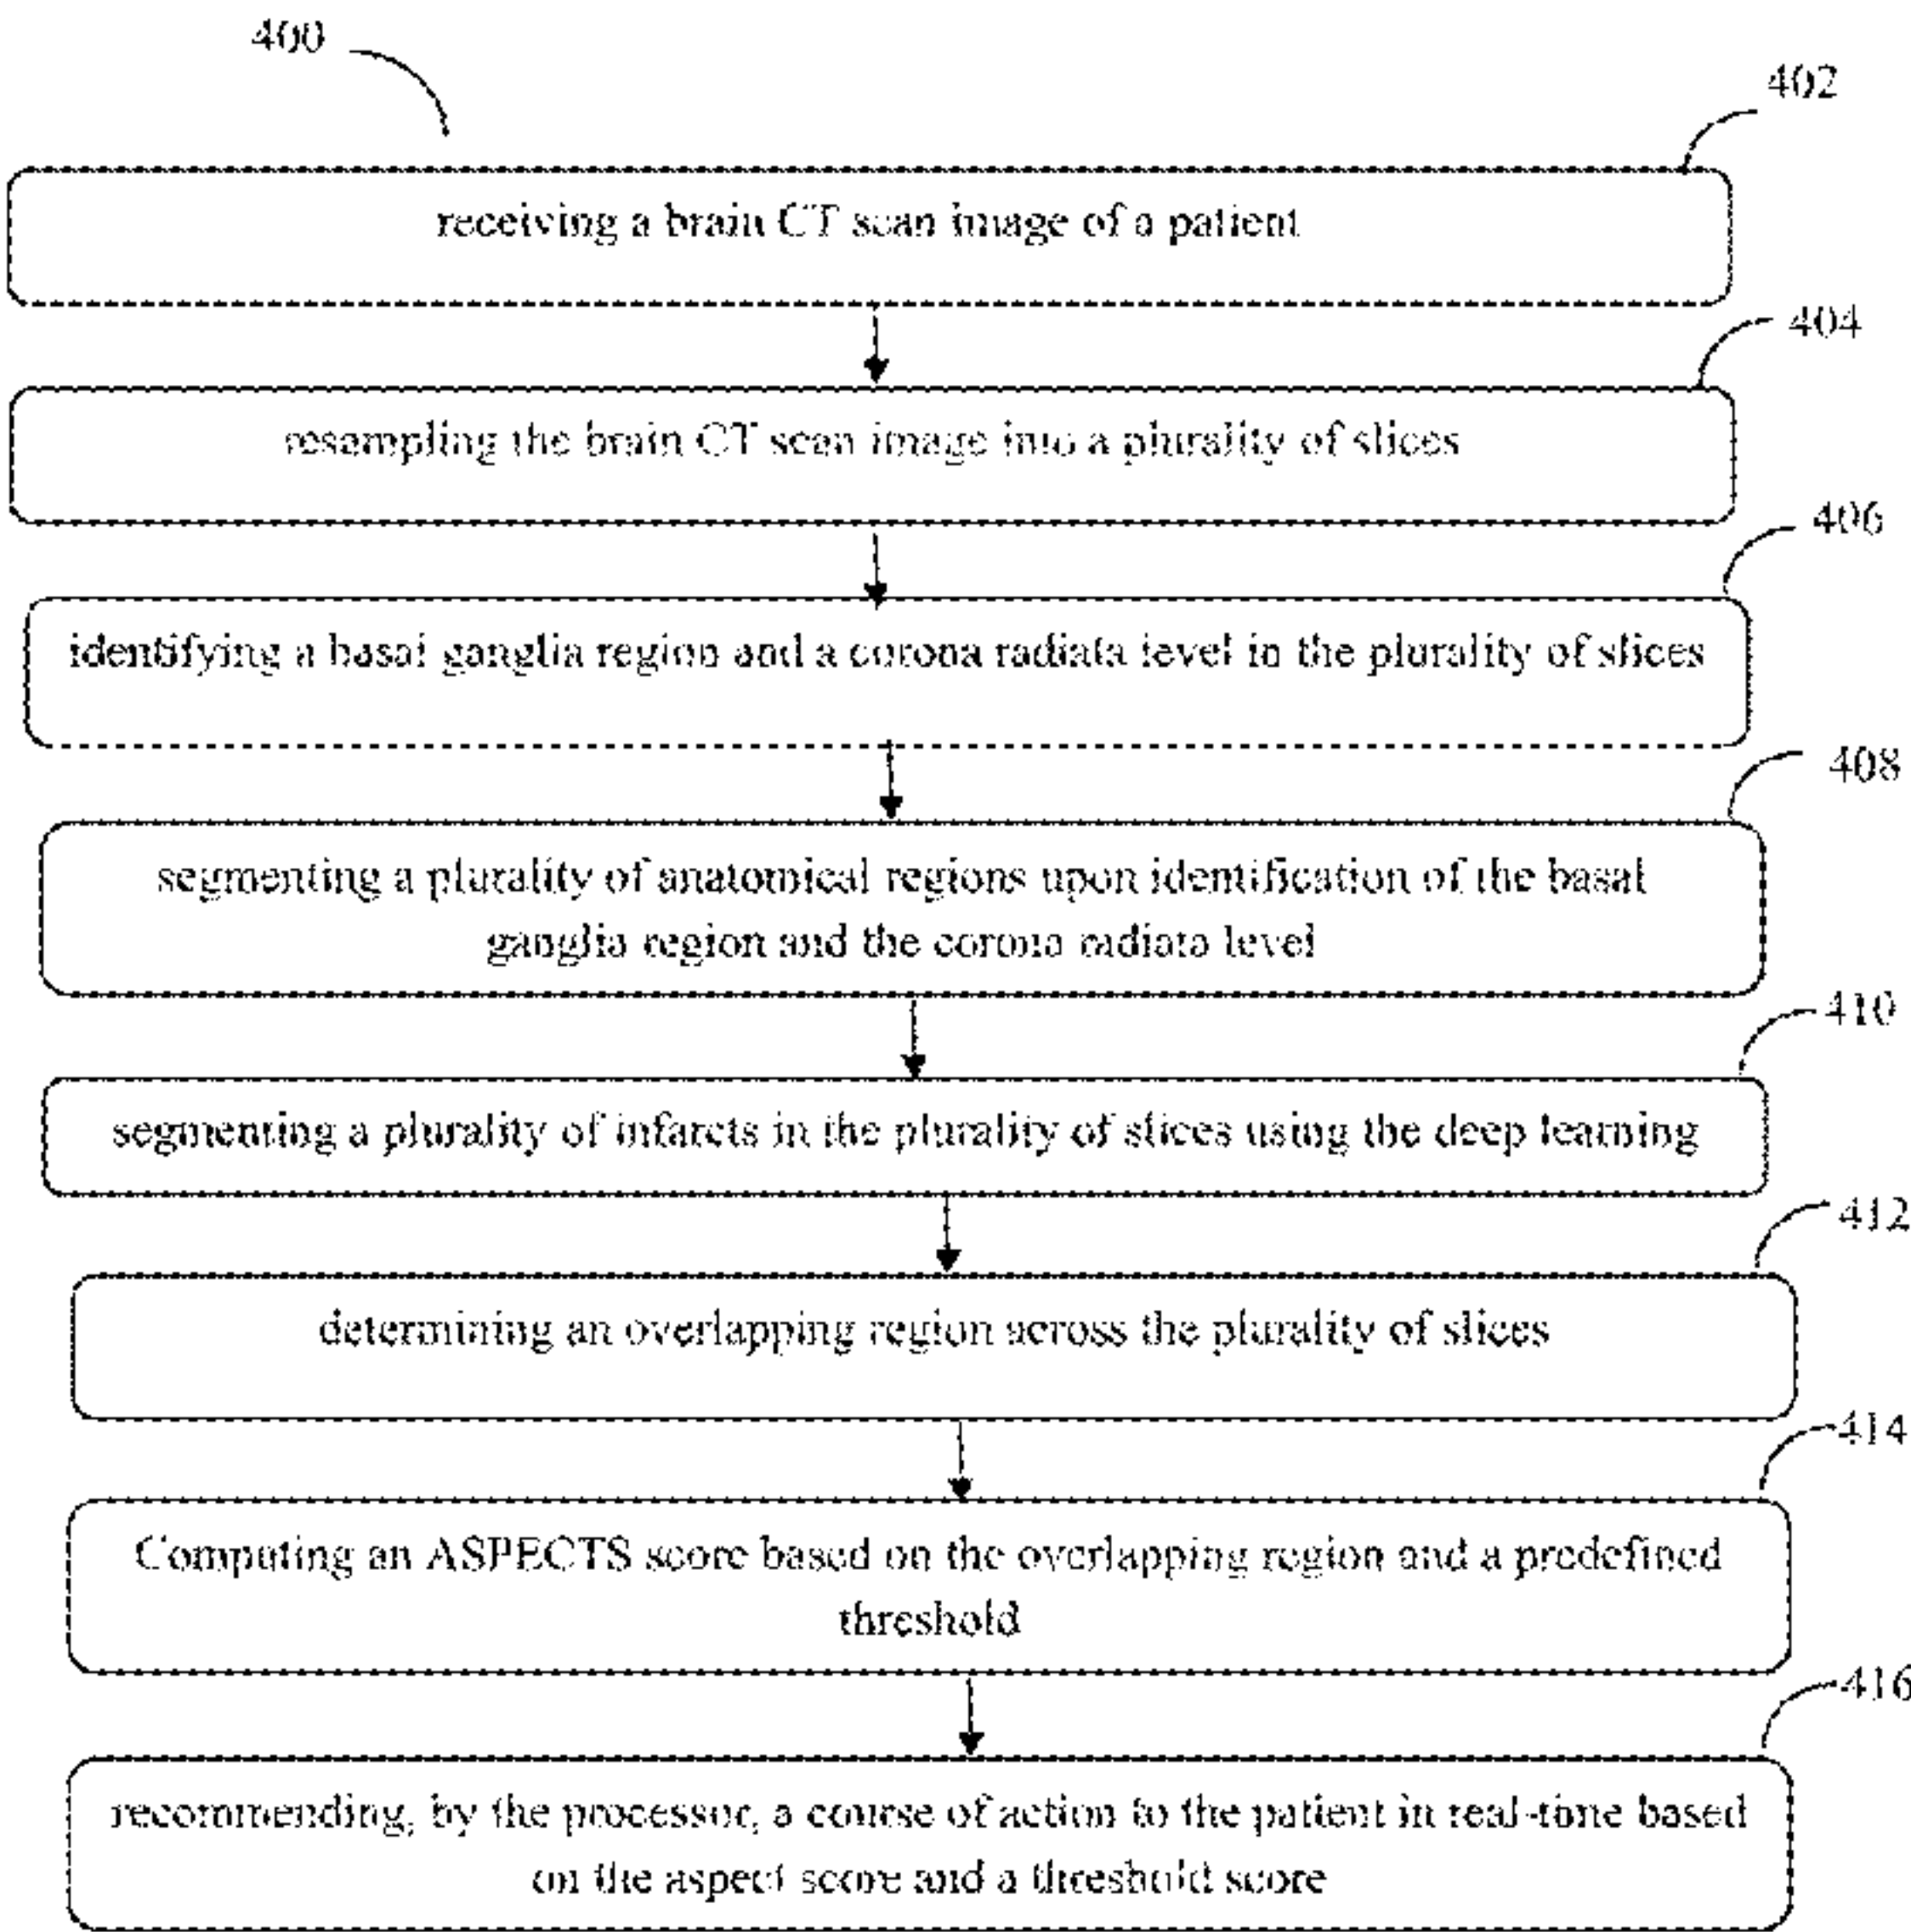 400
402
receiving a brain CT scan image of a patient
404
resampling the brain CT scan image into a plurality of slices
406
identifying a basal ganglia region and a corona radiata level in the plurality of slices
408
segmenting a plurality of anatomical regions upon identification of the basal
ganglia region and the corona radiata level
410
segmenting a plurality of infarcts in the plurality of slices using the deep learning
412
determining an overlapping region across the plurality of slices
414
Computing an ASPECTS score based on the overlapping region and a predefined
threshold
416
recommending, by the processor, a course of action to the patient in real-time based
on the aspect score and a threshold score